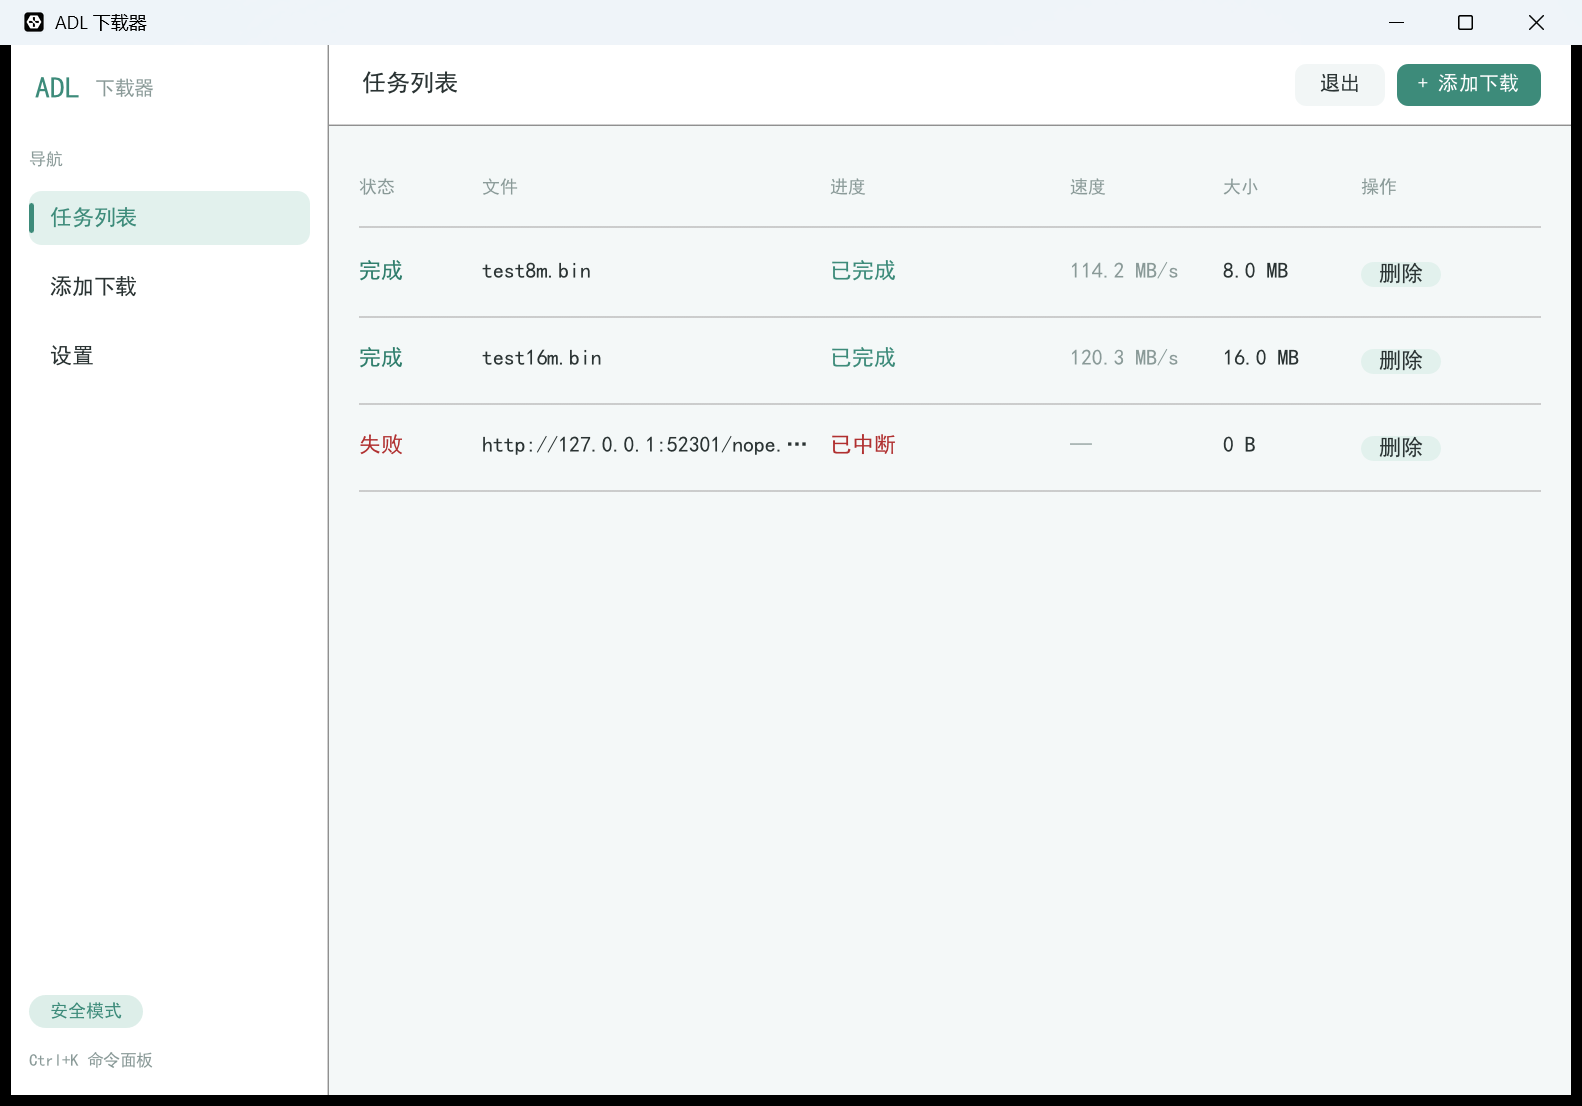 ADL 下载器
ADL 下载器
导航
任务列表
添加下载
设置
安全模式
Ctrl+K 命令面板
任务列表
退出
+ 添加下载
状态 文件 进度 速度 大小 操作
完成 test8m.bin 已完成 114.2 MB/s 8.0 MB 删除
完成 test16m.bin 已完成 120.3 MB/s 16.0 MB 删除
失败 http://127.0.0.1:52301/nope.… 已中断 — 0 B 删除